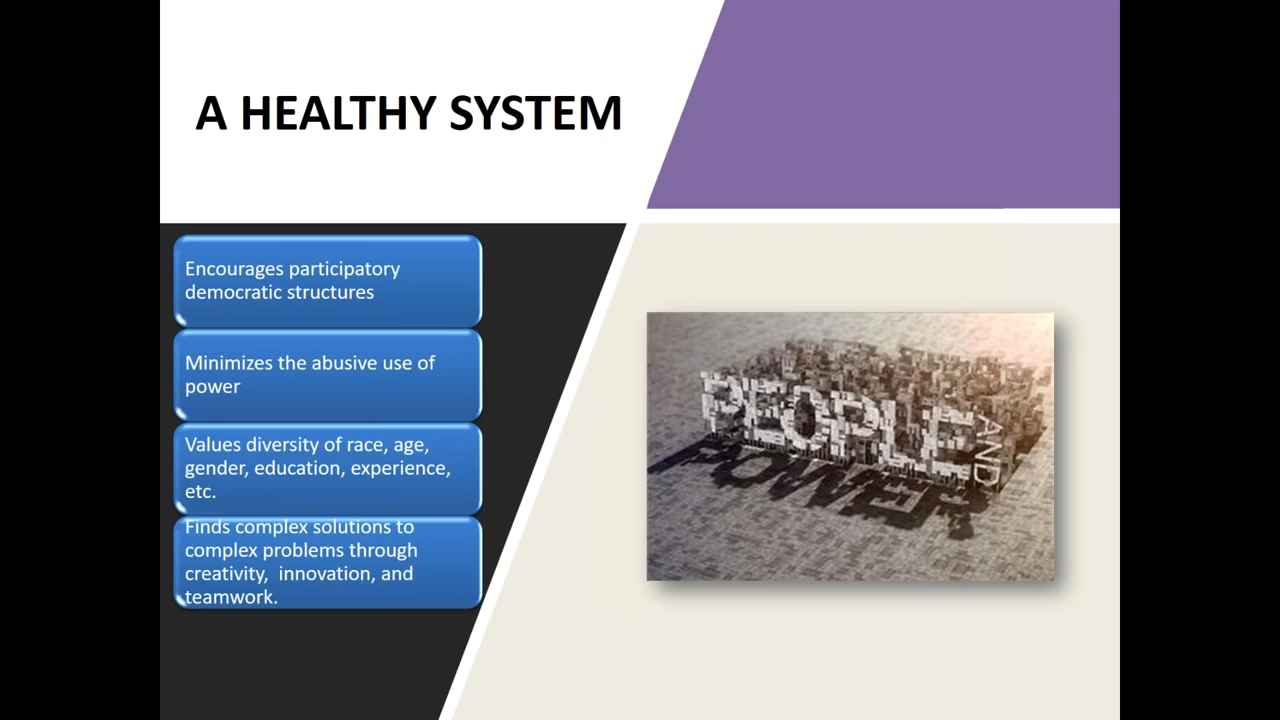 A HEALTHY SYSTEM
Encourages participatory
democratic structures
Minimizes the abusive use of
power
Values diversity of race, age,
gender, education, experience,
etc.
Finds complex solutions to
complex problems through
creativity,  innovation, and
teamwork.
PEOPLE
AND
POWER